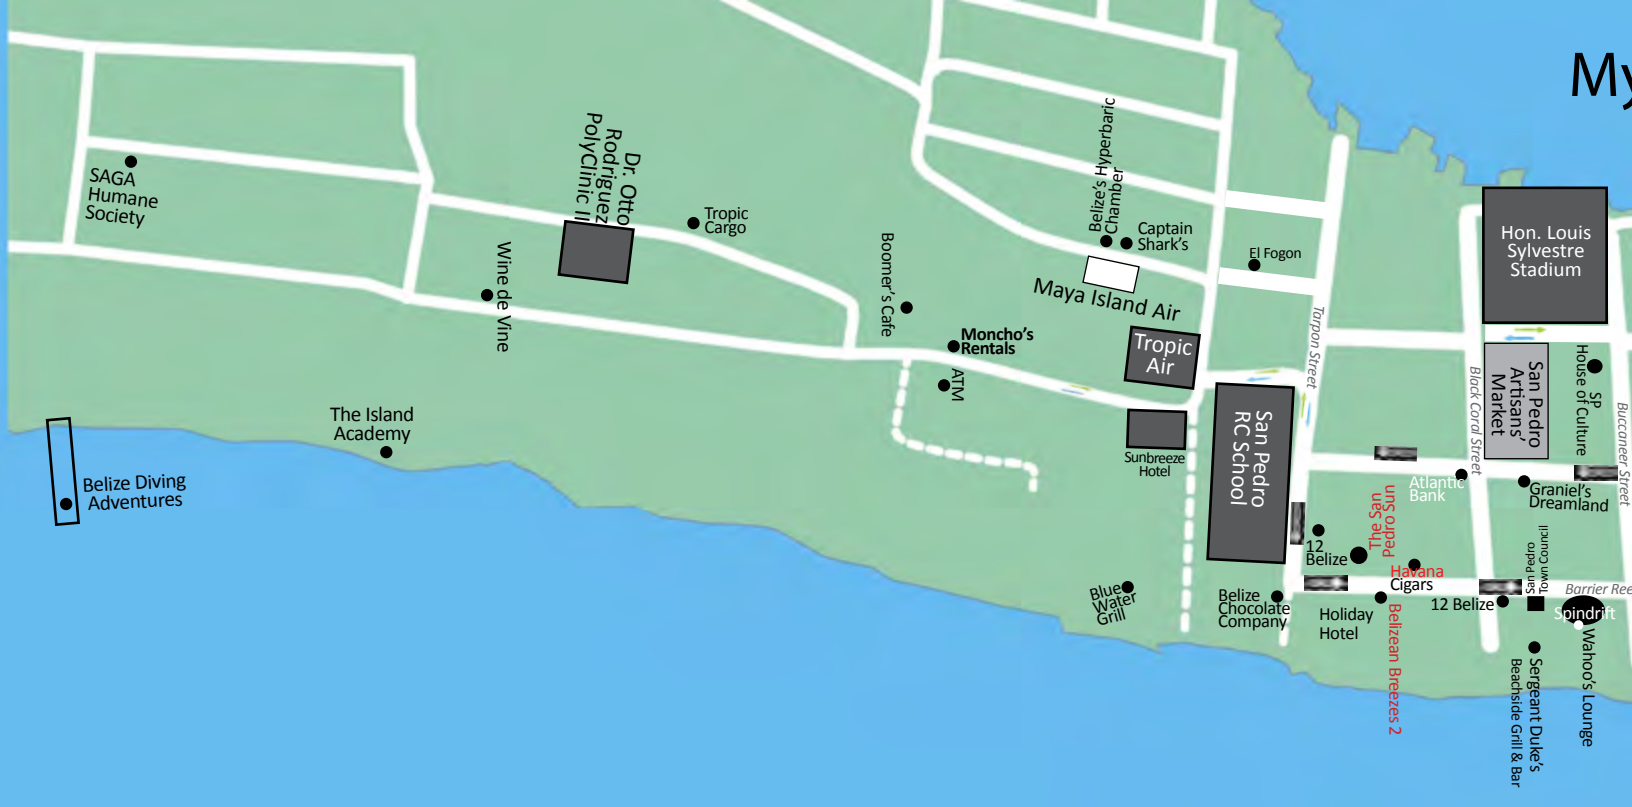 My
SAGA
Humane
Society
Dr. Otto
Rodriguez
PolyClinic II
Tropic
Cargo
Wine de Vine
Boomer's Cafe
Moncho's
Rentals
ATM
Belize's Hyperbaric
Chamber
Captain
Shark's
El Fogon
Maya Island Air
Tropic
Air
Sunbreeze
Hotel
San Pedro
RC School
Tarpon Street
Hon. Louis
Sylvestre
Stadium
San Pedro
Artisans'
Market
SP
House of Culture
Black Coral Street
Buccaneer Street
Atlantic
Bank
Graniel's
Dreamland
The San
Pedro Sun
12
Belize
Havana
Cigars
San Pedro
Town Council
Barrier Ree
Spindrift
12 Belize
Holiday
Hotel
Belizean Breezes 2
Belize
Chocolate
Company
Blue
Water
Grill
Wahoo's Lounge
Sergeant Duke's
Beachside Grill & Bar
The Island
Academy
Belize Diving
Adventures